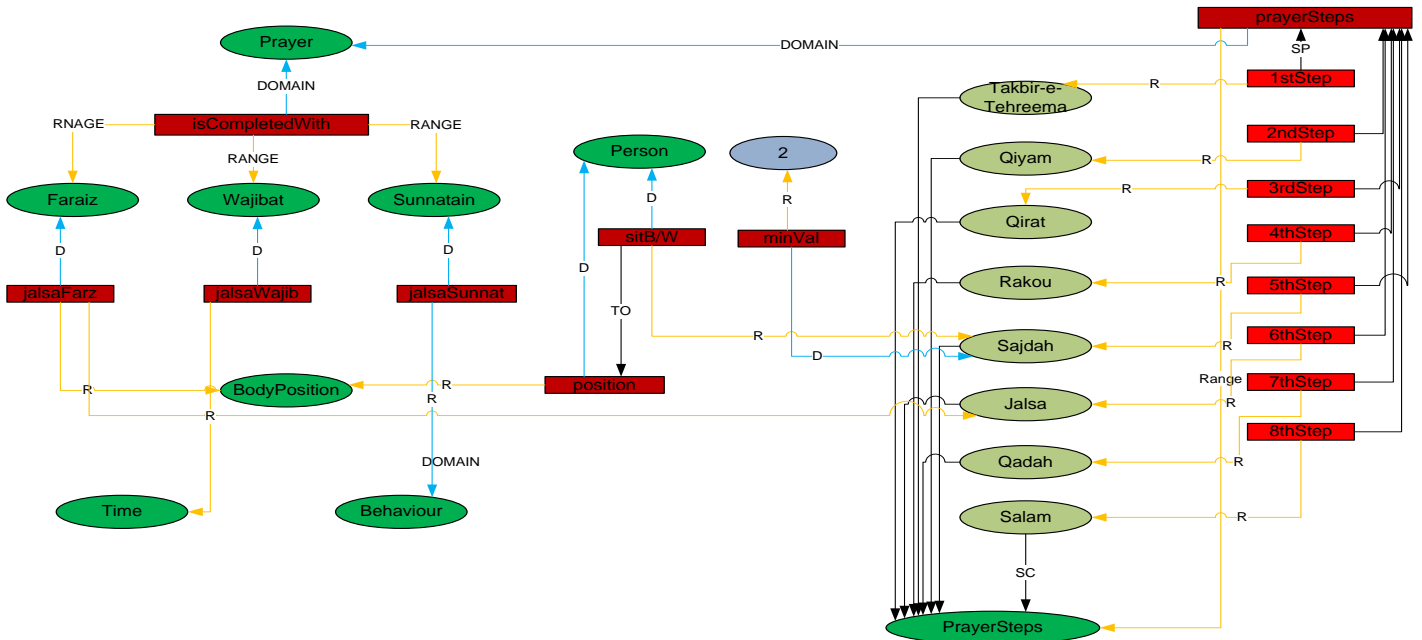 prayerSteps
Prayer
DOMAIN
SP
1stStep
R
Takbir-e-
Tehreema
DOMAIN
isCompletedWith
RNAGE
RANGE
RANGE
2ndStep
Person
2
Qiyam
R
Faraiz
Wajibat
Sunnatain
3rdStep
R
D
R
Qirat
4thStep
sitB/W
minVal
D
D
D
D
Rakou
R
5thStep
jalsaFarz
jalsaWajib
jalsaSunnat
TO
R
D
Sajdah
R
6thStep
Range
7thStep
R
BodyPosition
R
position
R
R
Jalsa
R
8thStep
DOMAIN
Qadah
R
Time
Behaviour
Salam
R
SC
PrayerSteps